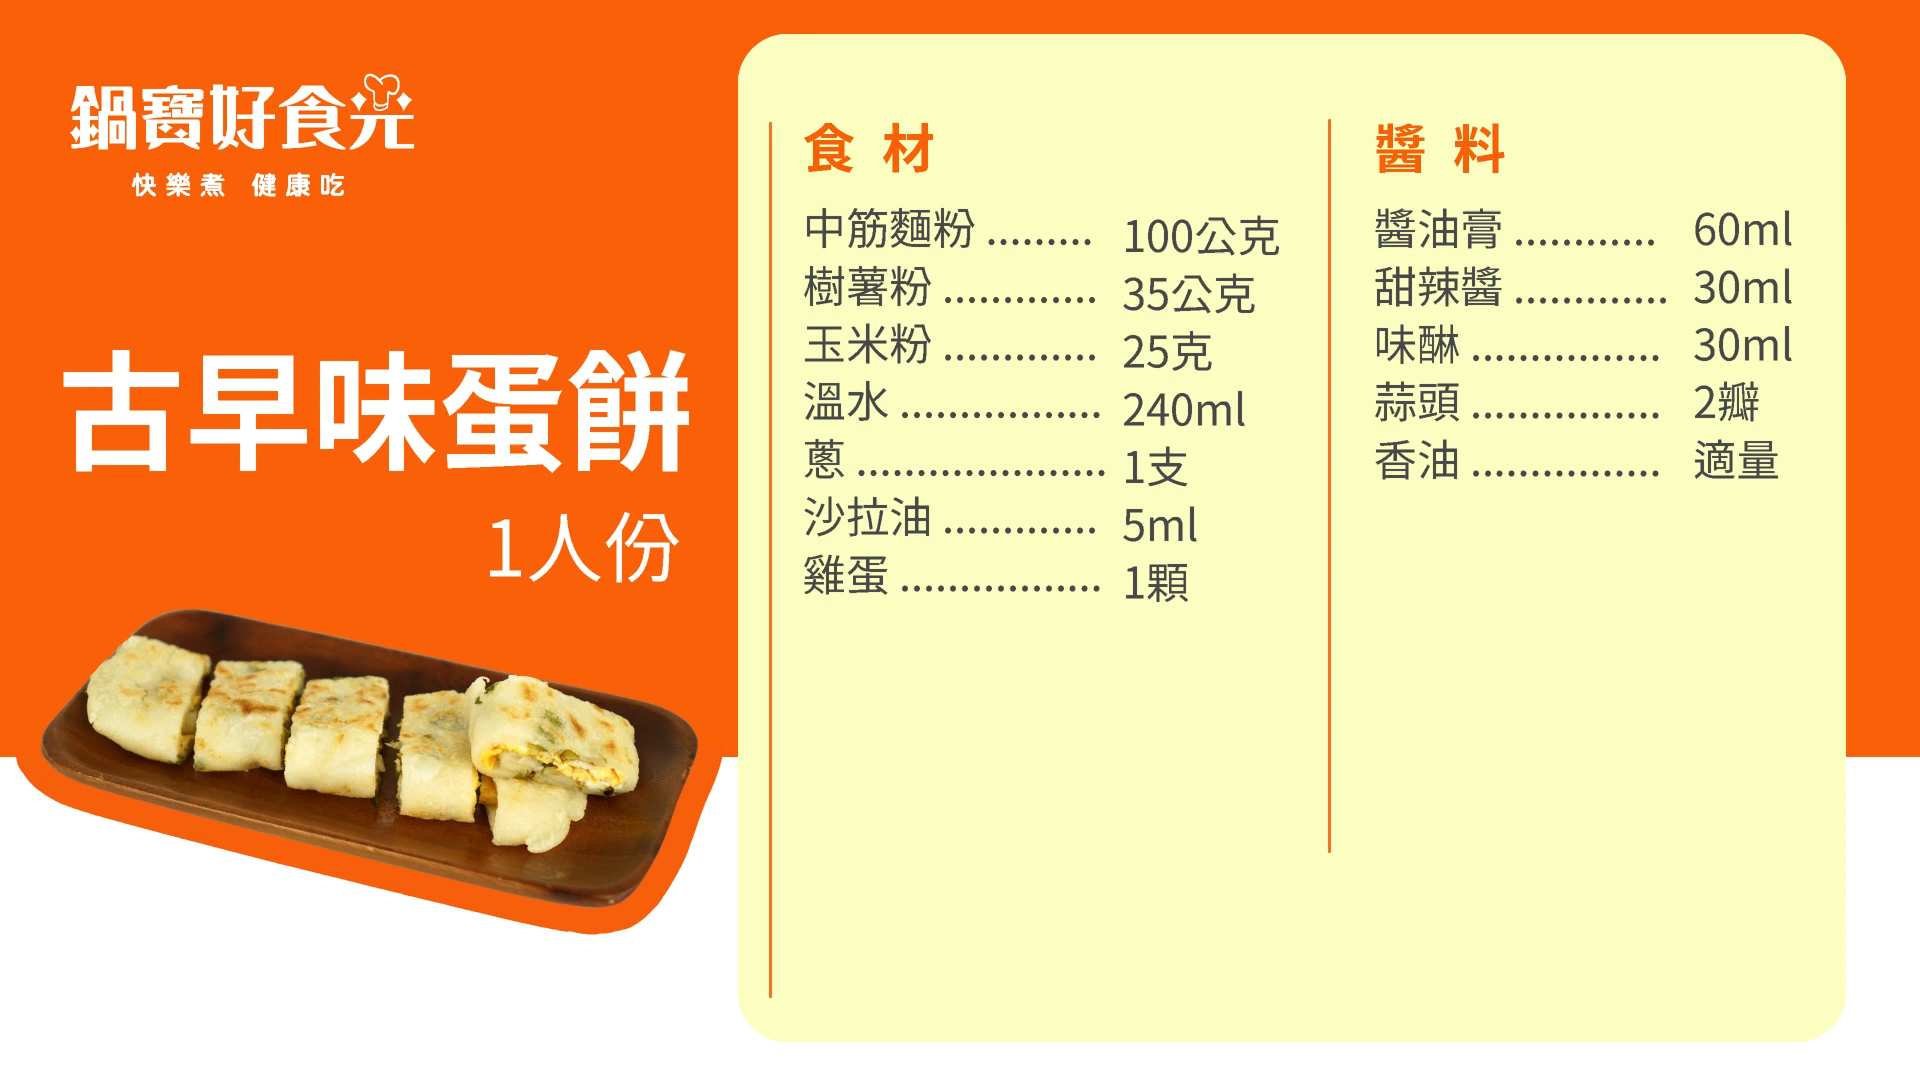 鍋寶好食光
快樂煮 健康吃
古早味蛋餅
1人份
食材
中筋麵粉 ......... 100公克
樹薯粉 ............. 35公克
玉米粉 ............. 25克
溫水 ................. 240ml
蔥 ..................... 1支
沙拉油 ............. 5ml
雞蛋 ................. 1顆
醬料
醬油膏 ............ 60ml
甜辣醬 ............. 30ml
味醂 ................ 30ml
蒜頭 ................ 2瓣
香油 ................ 適量